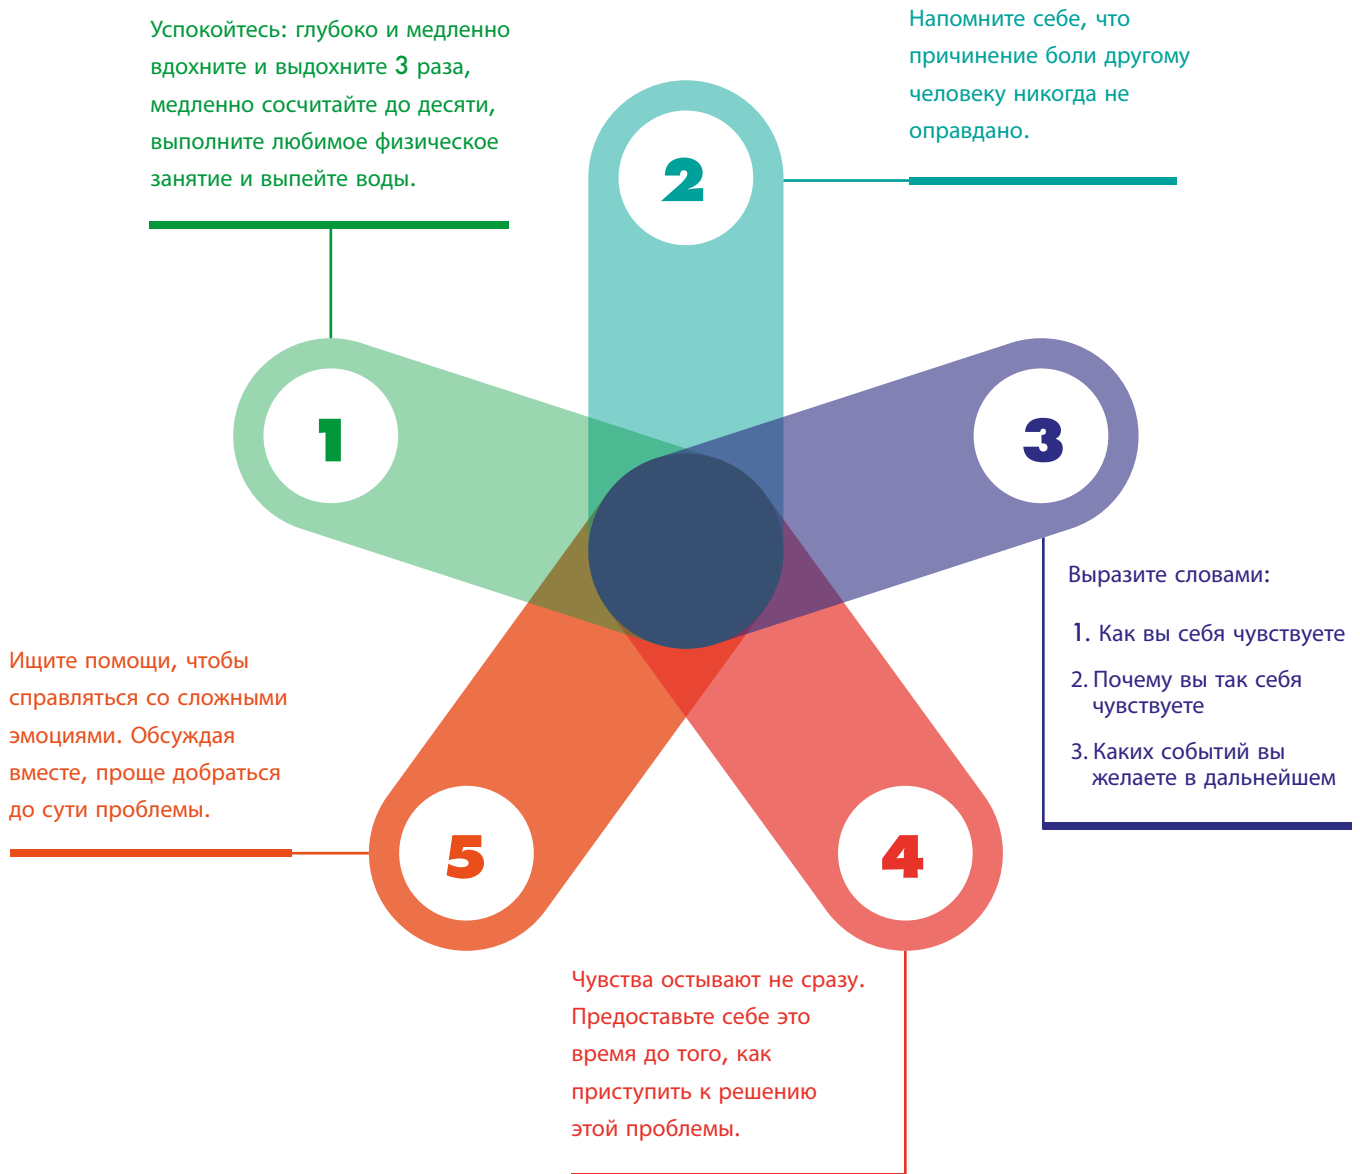 Успокойтесь: глубоко и медленно
вдохните и выдохните 3 раза,
медленно сосчитайте до десяти,
выполните любимое физическое
занятие и выпейте воды.
1
Напомните себе, что
причинение боли другому
человеку никогда не
оправдано.
2
3
Выразите словами:
1. Как вы себя чувствуете
2. Почему вы так себя
чувствуете
3. Каких событий вы
желаете в дальнейшем
4
Чувства остывают не сразу.
Предоставьте себе это
время до того, как
приступить к решению
этой проблемы.
Ищите помощи, чтобы
справляться со сложными
эмоциями. Обсуждая
вместе, проще добраться
до сути проблемы.
5